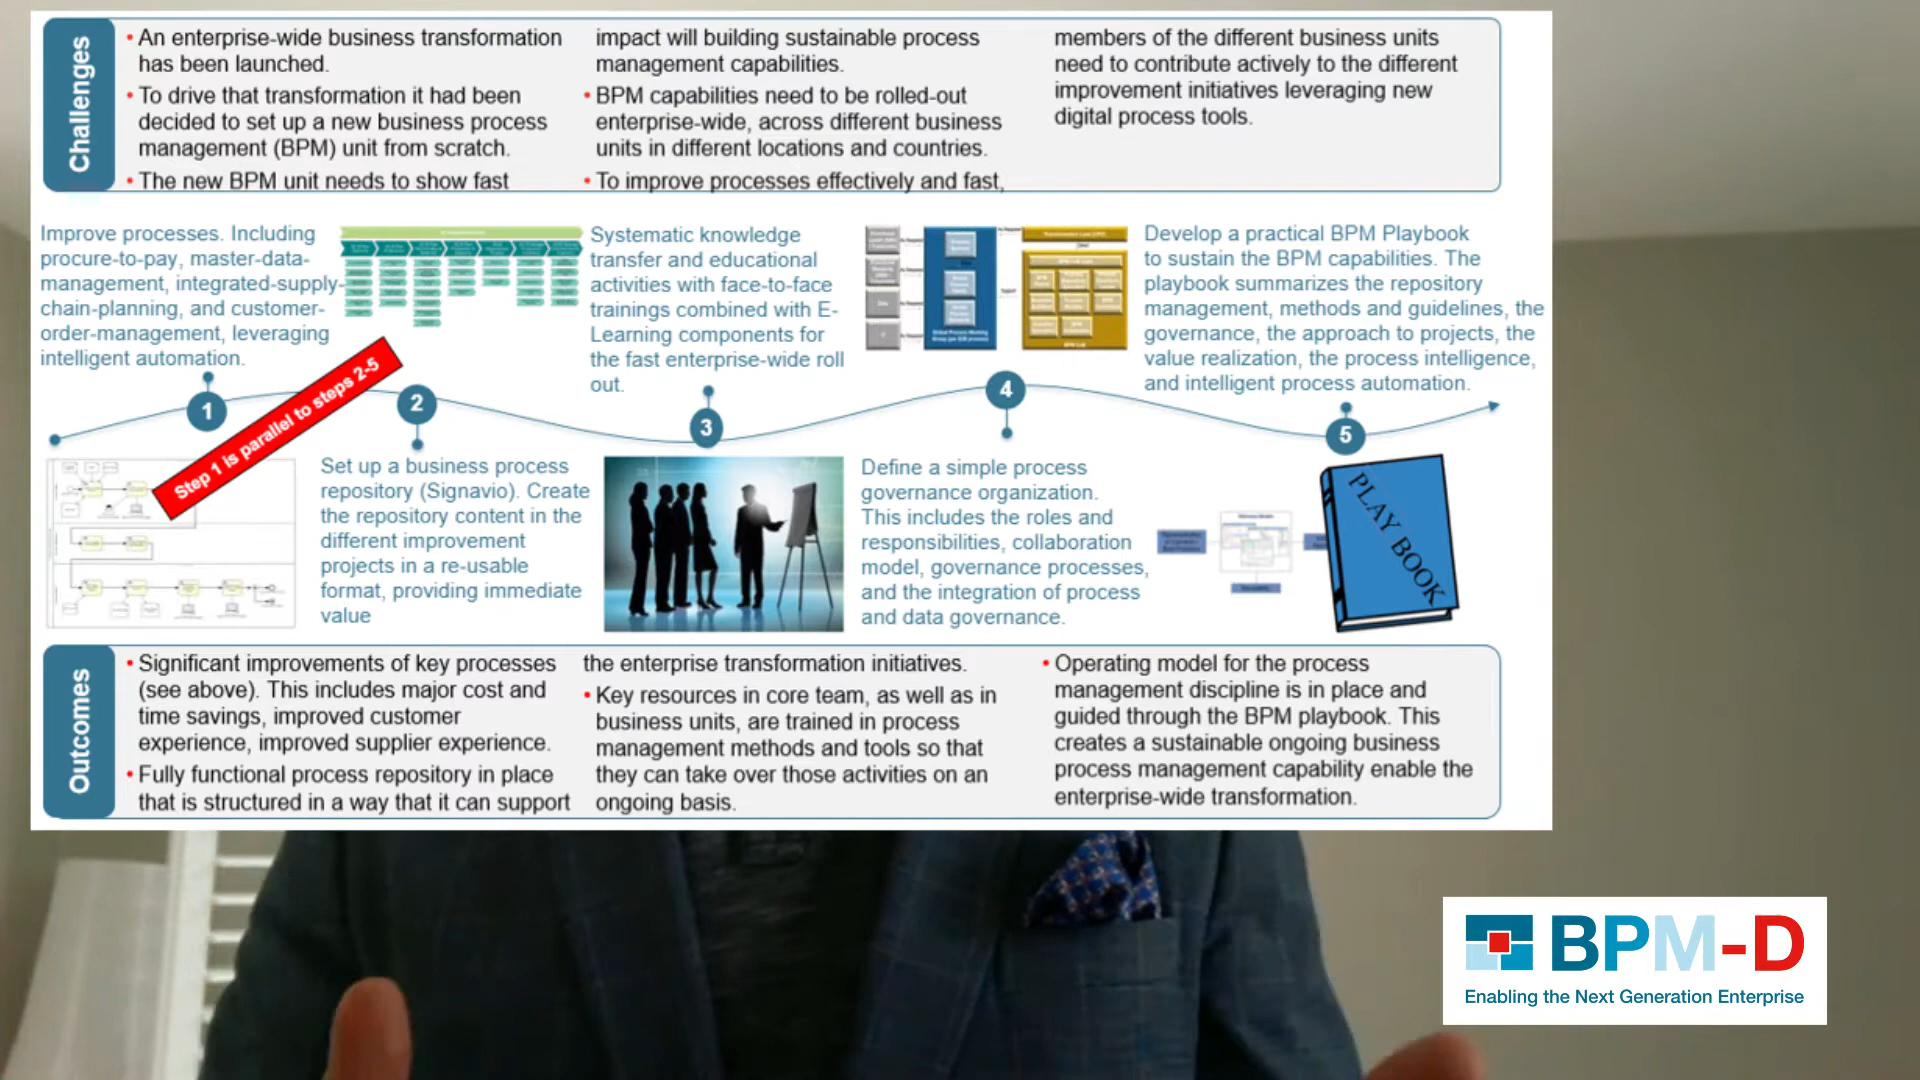 Challenges
• An enterprise-wide business transformation
has been launched.
• To drive that transformation it had been
decided to set up a new business process
management (BPM) unit from scratch.
• The new BPM unit needs to show fast
impact will building sustainable process
management capabilities.
• BPM capabilities need to be rolled-out
enterprise-wide, across different business
units in different locations and countries.
• To improve processes effectively and fast,
members of the different business units
need to contribute actively to the different
improvement initiatives leveraging new
digital process tools.
Improve processes. Including
procure-to-pay, master-data-
management, integrated-supply-
chain-planning, and customer-
order-management, leveraging
intelligent automation.
1
Step 1 is parallel to steps 2-5
2
Set up a business process
repository (Signavio). Create
the repository content in the
different improvement
projects in a re-usable
format, providing immediate
value
Systematic knowledge
transfer and educational
activities with face-to-face
trainings combined with E-
Learning components for
the fast enterprise-wide roll
out.
3
4
Define a simple process
governance organization.
This includes the roles and
responsibilities, collaboration
model, governance processes,
and the integration of process
and data governance.
Develop a practical BPM Playbook
to sustain the BPM capabilities. The
playbook summarizes the repository
management, methods and guidelines, the
governance, the approach to projects, the
value realization, the process intelligence,
and intelligent process automation.
5
PLAY BOOK
Outcomes
• Significant improvements of key processes
(see above). This includes major cost and
time savings, improved customer
experience, improved supplier experience.
• Fully functional process repository in place
that is structured in a way that it can support
the enterprise transformation initiatives.
• Key resources in core team, as well as in
business units, are trained in process
management methods and tools so that
they can take over those activities on an
ongoing basis.
• Operating model for the process
management discipline is in place and
guided through the BPM playbook. This
creates a sustainable ongoing business
process management capability enable the
enterprise-wide transformation.
BPM-D
Enabling the Next Generation Enterprise